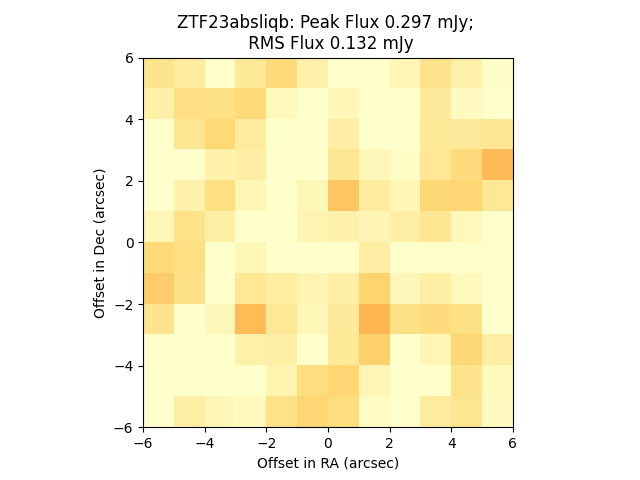 ZTF23absliqb: Peak Flux 0.297 mJy;
RMS Flux 0.132 mJy
6
4
2
0
−2
−4
−6
Offset in Dec (arcsec)
−6 −4 −2 0 2 4 6
Offset in RA (arcsec)